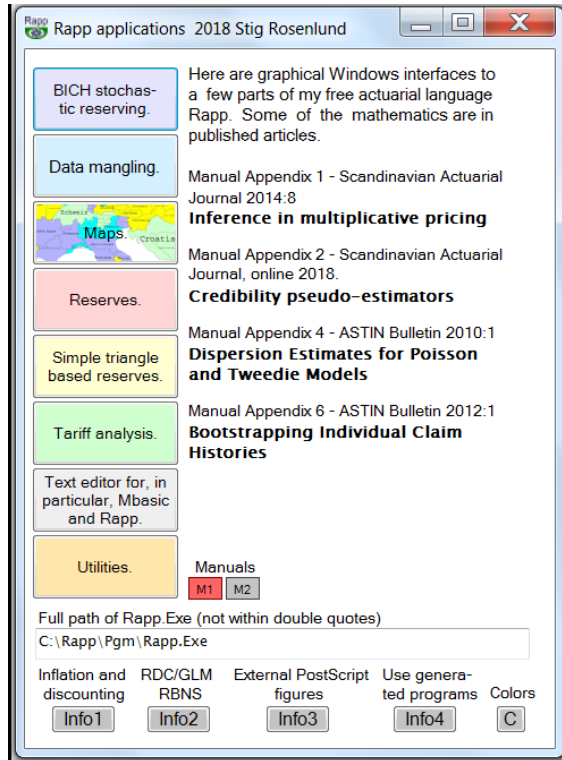 Rapp
Rapp applications 2018 Stig Rosenlund
BICH stochas-
tic reserving.
Data mangling.
Maps.
Croatia
Reserves.
Simple triangle
based reserves.
Tariff analysis.
Text editor for, in
particular, Mbasic
and Rapp.
Utilities.
Here are graphical Windows interfaces to
a few parts of my free actuarial language
Rapp. Some of the mathematics are in
published articles.
Manual Appendix 1 - Scandinavian Actuarial
Journal 2014:8
Inference in multiplicative pricing
Manual Appendix 2 - Scandinavian Actuarial
Journal, online 2018.
Credibility pseudo-estimators
Manual Appendix 4 - ASTIN Bulletin 2010:1
Dispersion Estimates for Poisson
and Tweedie Models
Manual Appendix 6 - ASTIN Bulletin 2012:1
Bootstrapping Individual Claim
Histories
Manuals
M1 M2
Full path of Rapp.Exe (not within double quotes)
C:\Rapp\Pgm\Rapp.Exe
Inflation and
discounting
Info1
RDC/GLM
RBNS
Info2
External PostScript
figures
Info3
Use genera-
ted programs
Info4
Colors
C